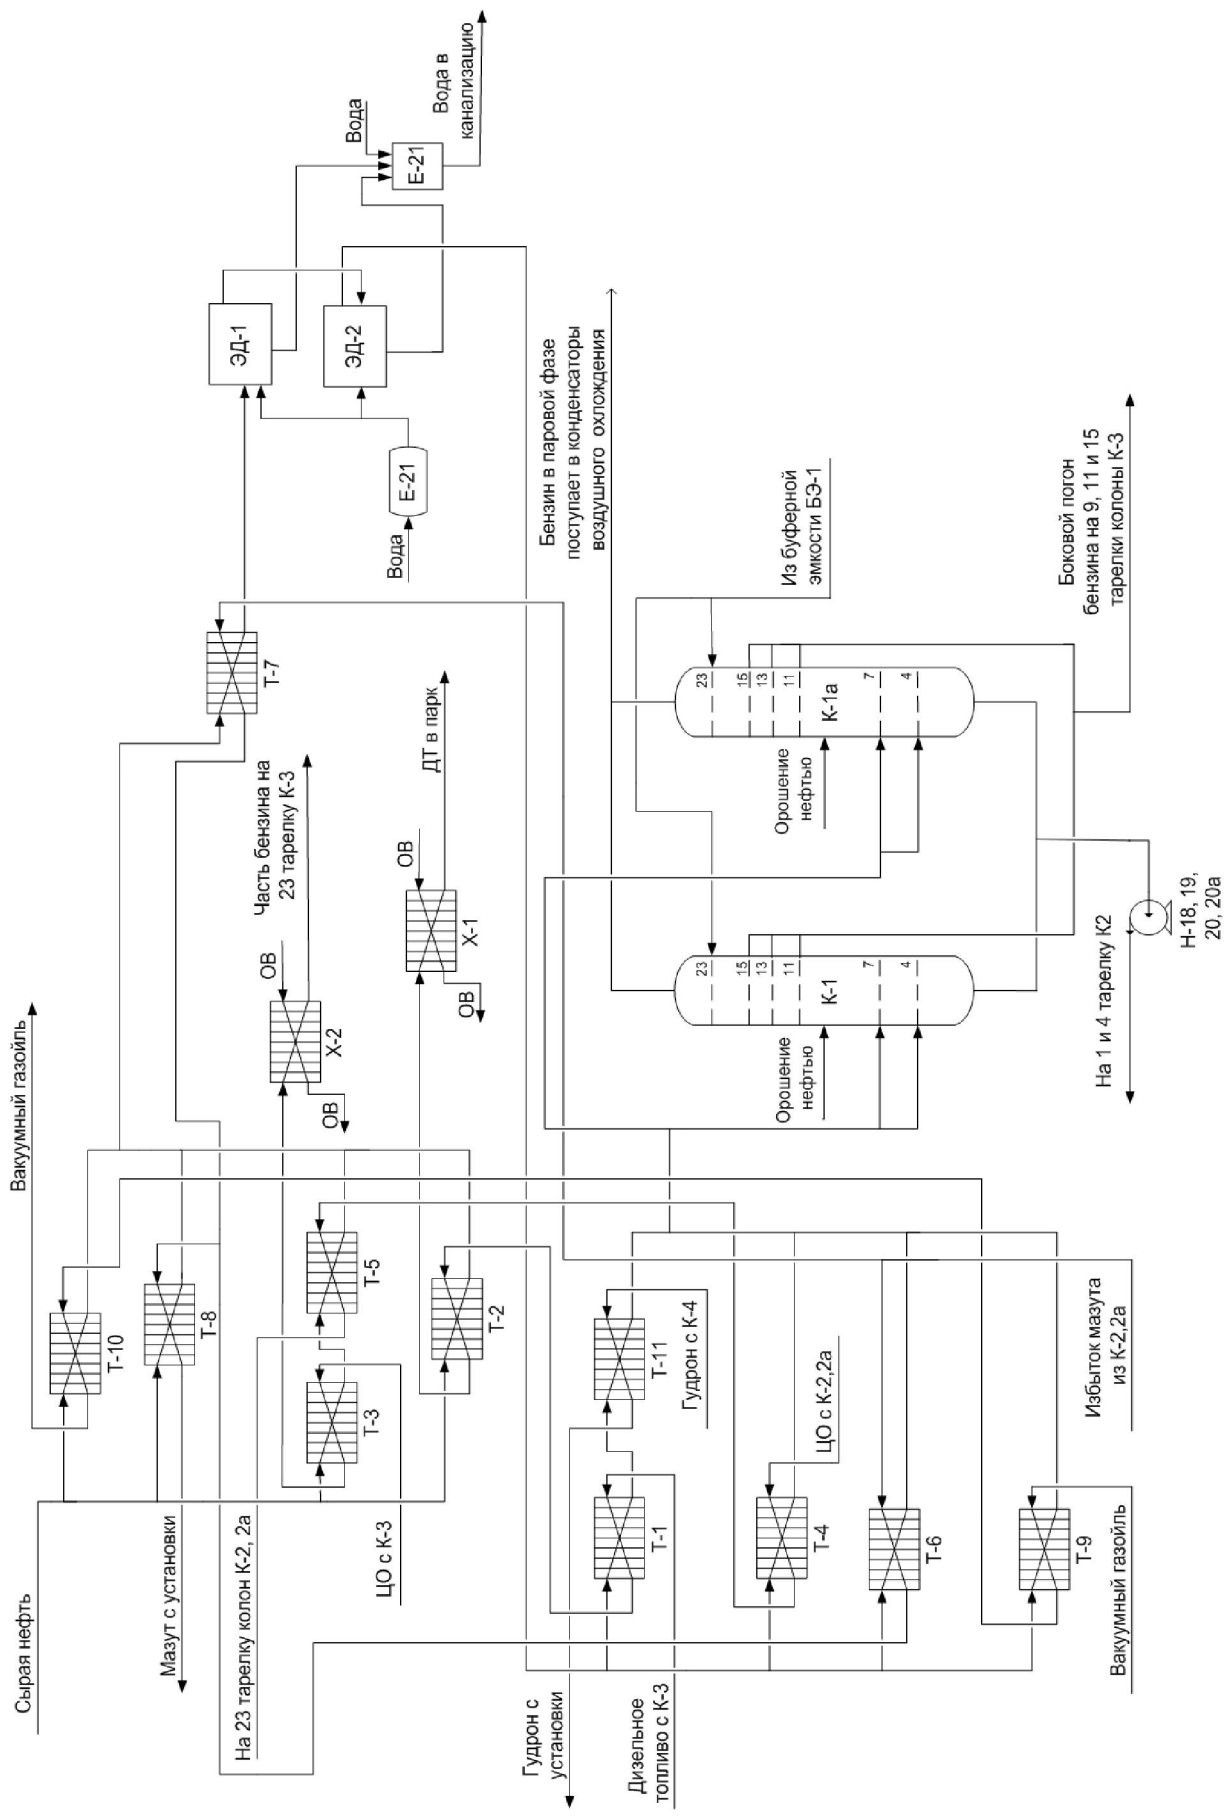 Сырая нефть
Вакуумный газойль
Т-10
Т-8
Мазут с установки
На 23 тарелку колон К-2, 2а
Т-3
Т-5
ЦО с К-3
Т-2
Х-2
ОВ
ОВ
Часть бензина на
23 тарелку К-3
Х-1
ОВ
ОВ
ДТ в парк
Т-7
ЭД-1
ЭД-2
Е-21
Вода
Вода
Е-21
Вода в
канализацию
Гудрон с
установки
Дизельное
топливо с К-3
Т-1
Т-11
Гудрон с К-4
Т-4
ЦО с К-2,2а
Т-6
Т-9
Вакуумный газойль
Избыток мазута
из К-2,2а
Бензин в паровой фазе
поступает в конденсаторы
воздушного охлождения
Из буферной
эмкости БЭ-1
Орошение
нефтью
К-1
23
15
13
11
7
4
Орошение
нефтью
К-1а
23
15
13
11
7
4
Боковой погон
бензина на 9, 11 и 15
тарелки колоны К-3
На 1 и 4 тарелку К2
Н-18, 19,
20, 20а